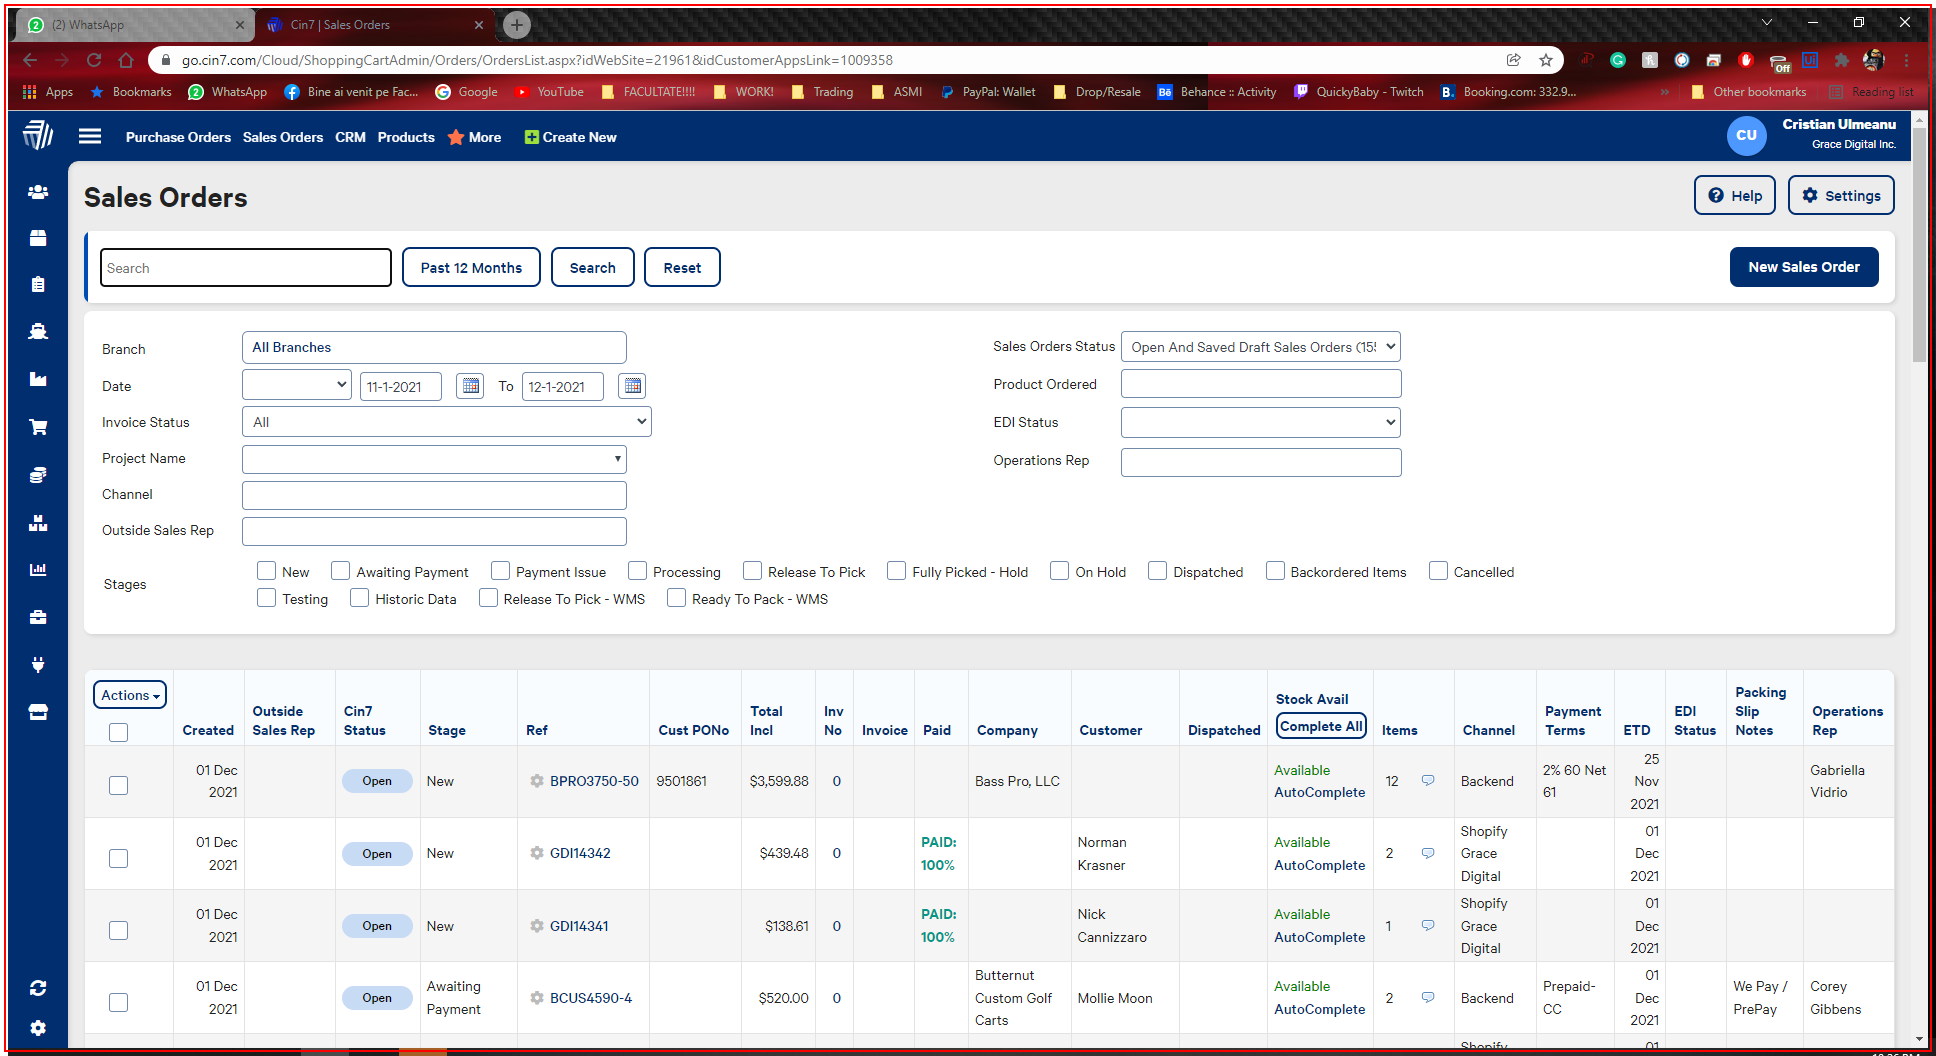 (2) WhatsApp
Cin7 | Sales Orders
go.cin7.com/Cloud/ShoppingCartAdmin/Orders/OrdersList.aspx?idWebSite=21961&idCustomerAppsLink=1009358
Off
Apps Bookmarks WhatsApp Bine ai venit pe Fac... Google YouTube FACULTATE!!!! WORK! Trading ASMI PayPal: Wallet Drop/Resale Behance :: Activity QuickyBaby - Twitch Booking.com: 332.9... » Other bookmarks Reading list
Purchase Orders Sales Orders CRM Products More Create New
CU
Cristian Ulmeanu
Grace Digital Inc.
Sales Orders
Help Settings
Search Past 12 Months Search Reset New Sales Order
Branch All Branches
Sales Orders Status Open And Saved Draft Sales Orders (155
Date 11-1-2021 To 12-1-2021
Product Ordered
Invoice Status All
EDI Status
Project Name
Operations Rep
Channel
Outside Sales Rep
Stages
New Awaiting Payment Payment Issue Processing Release To Pick Fully Picked - Hold On Hold Dispatched Backordered Items Cancelled
Testing Historic Data Release To Pick - WMS Ready To Pack - WMS
Actions
Created
Outside
Sales Rep
Cin7
Status
Stage
Ref
Cust PONo
Total
Incl
Inv
No
Invoice
Paid
Company
Customer
Dispatched
Stock Avail
Complete All
Items
Channel
Payment
Terms
ETD
EDI
Status
Packing
Slip
Notes
Operations
Rep
01 Dec
2021
Open
New
BPRO3750-50
9501861
$3,599.88
0
Bass Pro, LLC
Available
AutoComplete
12
Backend
2% 60 Net
61
25
Nov
2021
Gabriella
Vidrio
01 Dec
2021
Open
New
GDI14342
$439.48
0
PAID:
100%
Norman
Krasner
Available
AutoComplete
2
Shopify
Grace
Digital
01
Dec
2021
01 Dec
2021
Open
New
GDI14341
$138.61
0
PAID:
100%
Nick
Cannizzaro
Available
AutoComplete
1
Shopify
Grace
Digital
01
Dec
2021
01 Dec
2021
Open
Awaiting
Payment
BCUS4590-4
$520.00
0
Butternut
Custom Golf
Carts
Mollie Moon
Available
AutoComplete
2
Backend
Prepaid-
CC
01
Dec
2021
We Pay /
PrePay
Corey
Gibbens
Shopify
01